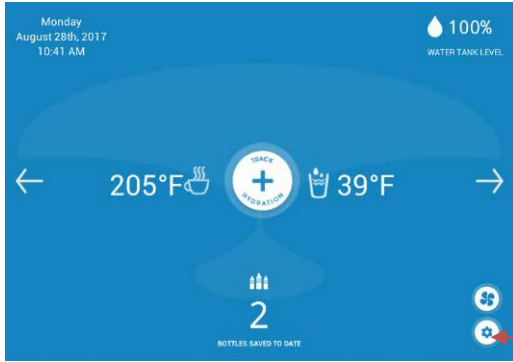 Monday
August 28th, 2017
10:41 AM
100%
WATER TANK LEVEL
205°F
TRACK
HYDRATION
39°F
2
BOTTLES SAVED TO DATE